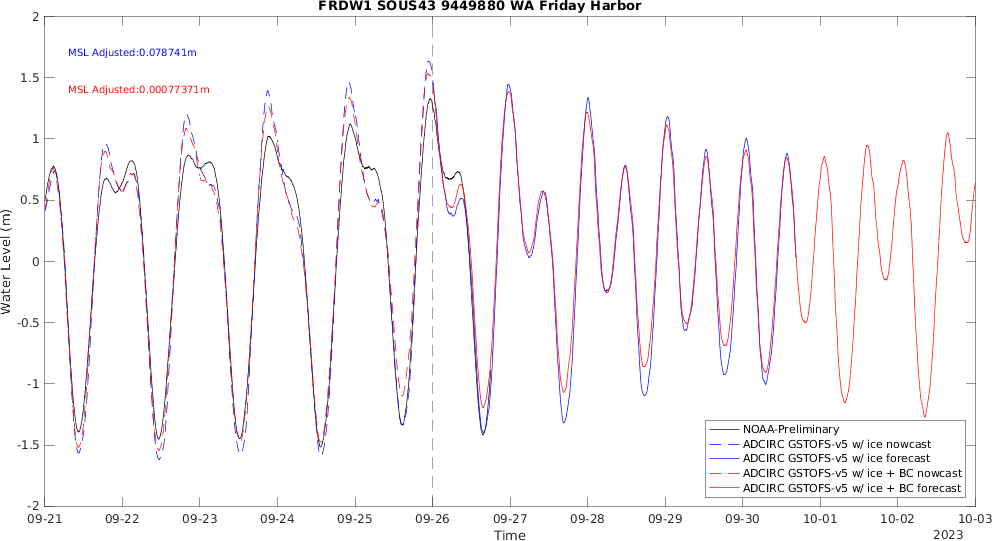 FRDW1 SOUS43 9449880 WA Friday Harbor
MSL Adjusted:0.078741m
MSL Adjusted:0.00077371m
Water Level (m)
2
1.5
1
0.5
0
-0.5
-1
-1.5
-2
NOAA-Preliminary
ADCIRC GSTOFS-v5 w/ ice nowcast
ADCIRC GSTOFS-v5 w/ ice forecast
ADCIRC GSTOFS-v5 w/ ice + BC nowcast
ADCIRC GSTOFS-v5 w/ ice + BC forecast
09-21 09-22 09-23 09-24 09-25 09-26 09-27 09-28 09-29 09-30 10-01 10-02 10-03
Time
2023